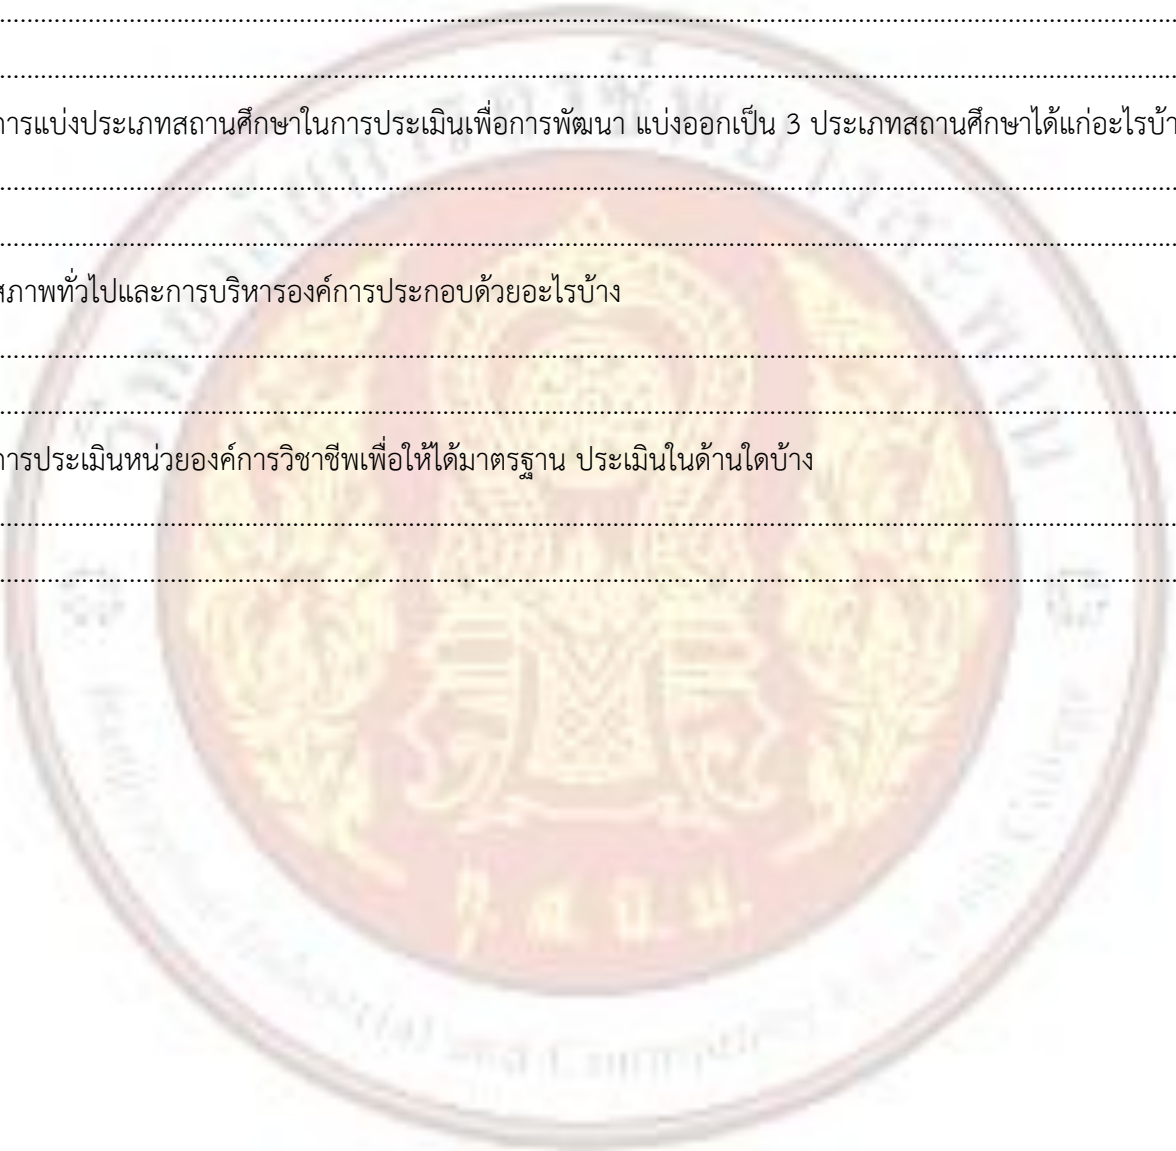 การแบ่งประเภทสถานศึกษาในการประเมินเพื่อการพัฒนา แบ่งออกเป็น 3 ประเภทสถานศึกษาได้แก่อะไรบ้า
สภาพทั่วไปและการบริหารองค์การประกอบด้วยอะไรบ้าง
การประเมินหน่วยองค์การวิชาชีพเพื่อให้ได้มาตรฐาน ประเมินในด้านใดบ้าง